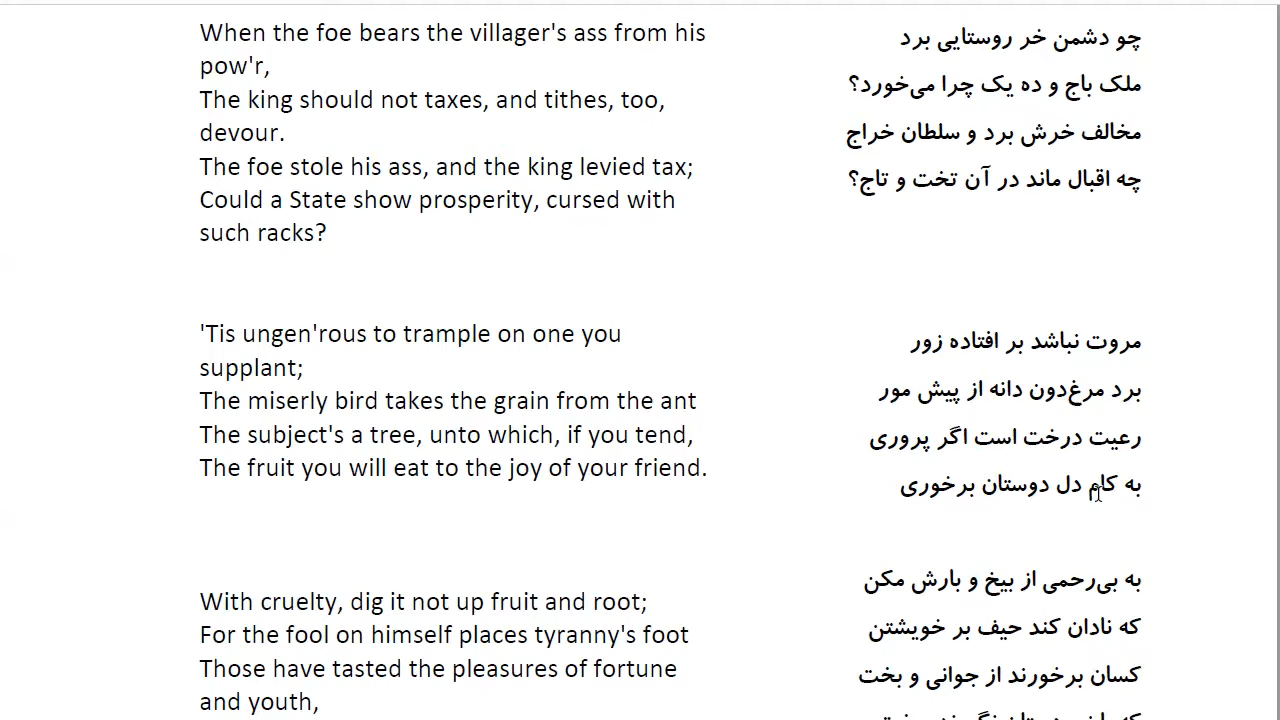 When the foe bears the villager's ass from his
pow'r,
The king should not taxes, and tithes, too,
devour.
The foe stole his ass, and the king levied tax;
Could a State show prosperity, cursed with
such racks?
چو دشمن خر روستایی برد
ملک باج و ده یک چرا می‌خورد؟
مخالف خرش برد و سلطان خراج
چه اقبال ماند در آن تخت و تاج؟
'Tis ungen'rous to trample on one you
supplant;
The miserly bird takes the grain from the ant
The subject's a tree, unto which, if you tend,
The fruit you will eat to the joy of your friend.
مروت نباشد بر افتاده زور
برد مرغ‌دون دانه از پیش مور
رعیت درخت است اگر پروری
به کام دل دوستان برخوری
With cruelty, dig it not up fruit and root;
For the fool on himself places tyranny's foot
Those have tasted the pleasures of fortune
and youth,
به بی‌رحمی از بیخ و بارش مکن
که نادان کند حیف بر خویشتن
کسان برخورند از جوانی و بخت